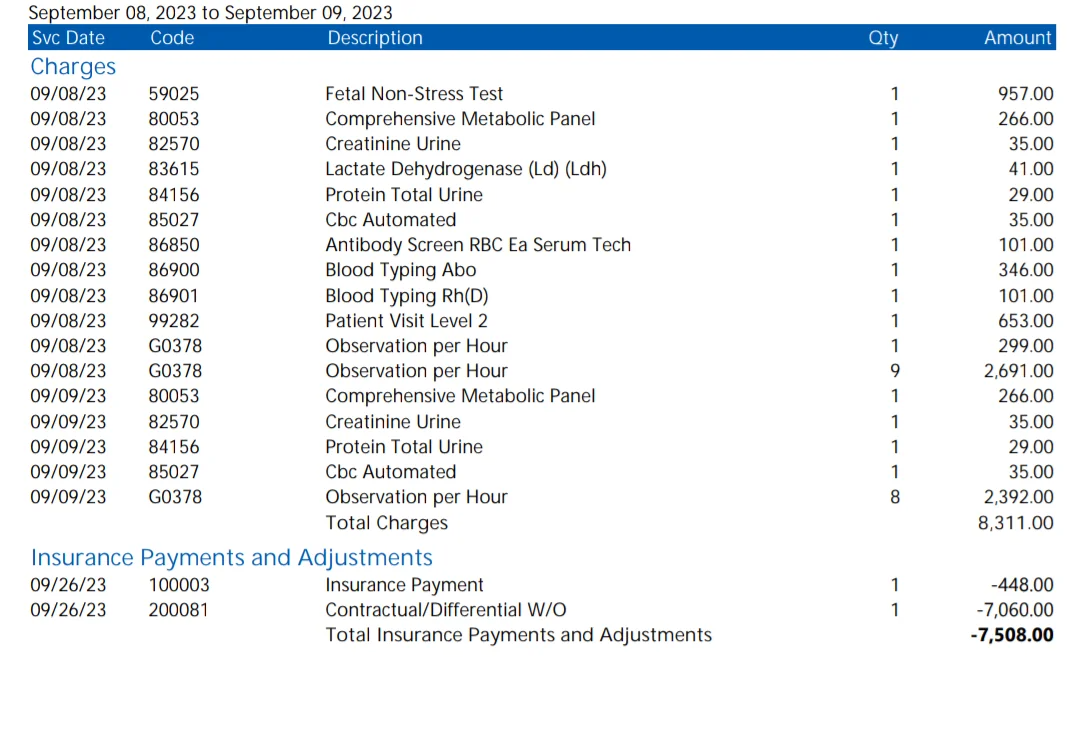 September 08, 2023 to September 09, 2023
Svc Date Code Description Qty Amount
Charges
09/08/23 59025 Fetal Non-Stress Test 1 957.00
09/08/23 80053 Comprehensive Metabolic Panel 1 266.00
09/08/23 82570 Creatinine Urine 1 35.00
09/08/23 83615 Lactate Dehydrogenase (Ld) (Ldh) 1 41.00
09/08/23 84156 Protein Total Urine 1 29.00
09/08/23 85027 Cbc Automated 1 35.00
09/08/23 86850 Antibody Screen RBC Ea Serum Tech 1 101.00
09/08/23 86900 Blood Typing Abo 1 346.00
09/08/23 86901 Blood Typing Rh(D) 1 101.00
09/08/23 99282 Patient Visit Level 2 1 653.00
09/08/23 G0378 Observation per Hour 1 299.00
09/08/23 G0378 Observation per Hour 9 2,691.00
09/09/23 80053 Comprehensive Metabolic Panel 1 266.00
09/09/23 82570 Creatinine Urine 1 35.00
09/09/23 84156 Protein Total Urine 1 29.00
09/09/23 85027 Cbc Automated 1 35.00
09/09/23 G0378 Observation per Hour 8 2,392.00
Total Charges 8,311.00
Insurance Payments and Adjustments
09/26/23 100003 Insurance Payment 1 -448.00
09/26/23 200081 Contractual/Differential W/O 1 -7,060.00
Total Insurance Payments and Adjustments -7,508.00